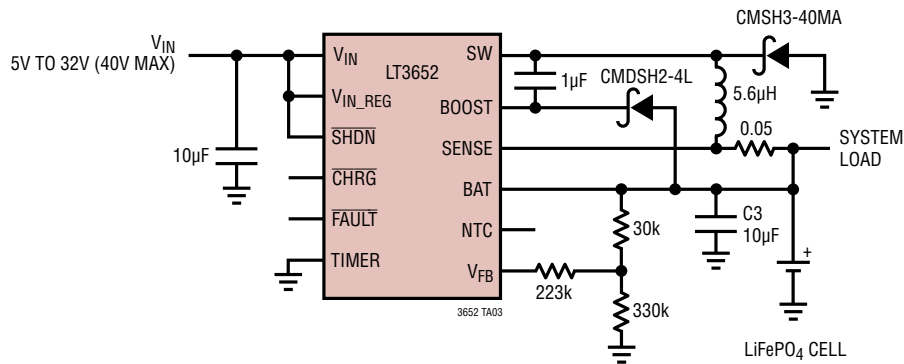 V_IN
5V TO 32V (40V MAX)
10µF
V_IN
V_IN_REG
SHDN
CHRG
FAULT
TIMER
LT3652
SW
BOOST
SENSE
BAT
NTC
V_FB
3652 TA03
1µF
CMDSH2-4L
CMSH3-40MA
5.6µH
0.05
SYSTEM
LOAD
30k
C3
10µF
223k
330k
+
LiFePO₄ CELL